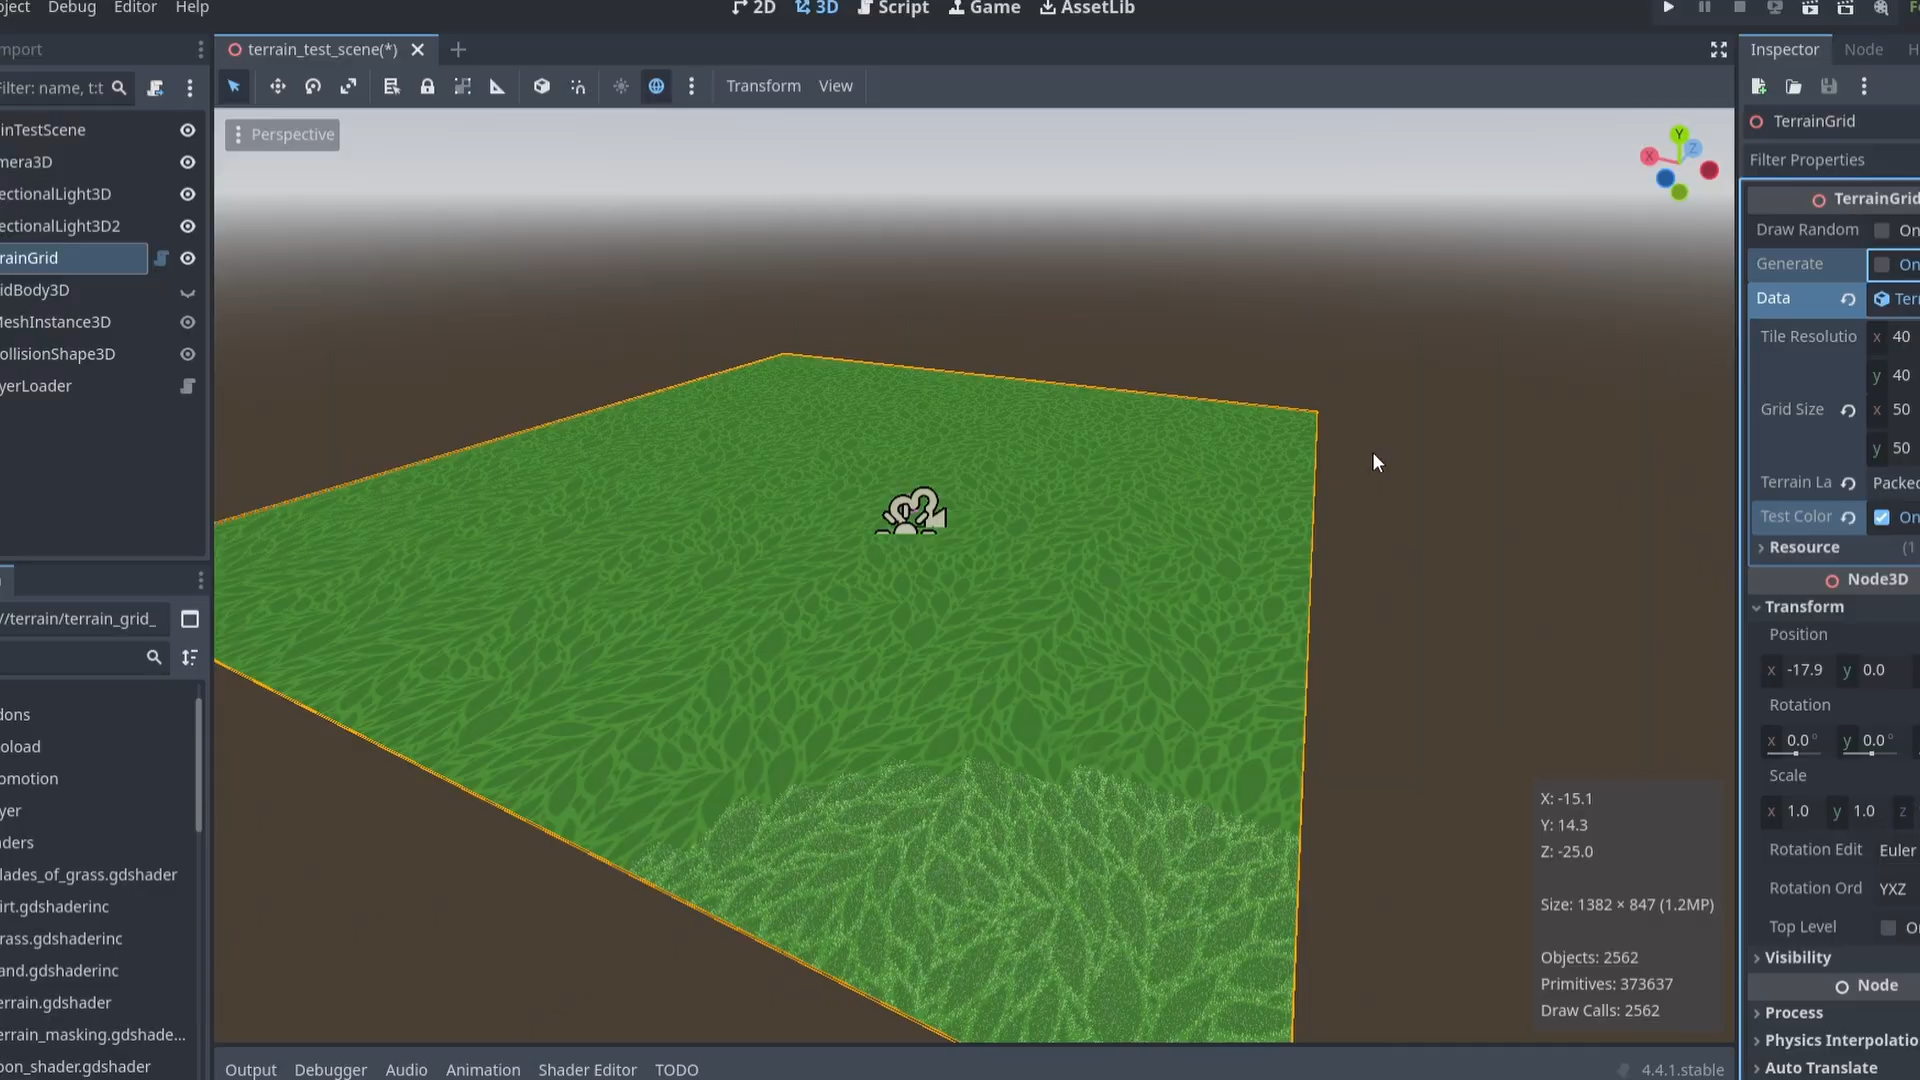 oject Debug Editor Help
2D 3D Script Game AssetLib
mport
terrain_test_scene(*)
Inspector Node H
Filter: name, t:t
Transform View
inTestScene
mera3D
ectionalLight3D
ectionalLight3D2
rainGrid
idBody3D
MeshInstance3D
ollisionShape3D
yerLoader
//terrain/terrain_grid_
dons
oload
omotion
yer
ders
lades_of_grass.gdshader
irt.gdshaderinc
rass.gdshaderinc
and.gdshaderinc
errain.gdshader
errain_masking.gdshade...
oon_shader.gdshader
Perspective
Y
X
Z
X: -15.1
Y: 14.3
Z: -25.0
Size: 1382 × 847 (1.2MP)
Objects: 2562
Primitives: 373637
Draw Calls: 2562
Output Debugger Audio Animation Shader Editor TODO
4.4.1.stable
TerrainGrid
Filter Properties
TerrainGrid
Draw Random On
Generate On
Data Ter
Tile Resolutio x 40
y 40
Grid Size x 50
y 50
Terrain La Packed
Test Color On
Resource (1
Node3D
Transform
Position
x -17.9 y 0.0
Rotation
x 0.0° y 0.0°
Scale
x 1.0 y 1.0 z
Rotation Edit Euler
Rotation Ord YXZ
Top Level O
Visibility
Node
Process
Physics Interpolatio
Auto Translate